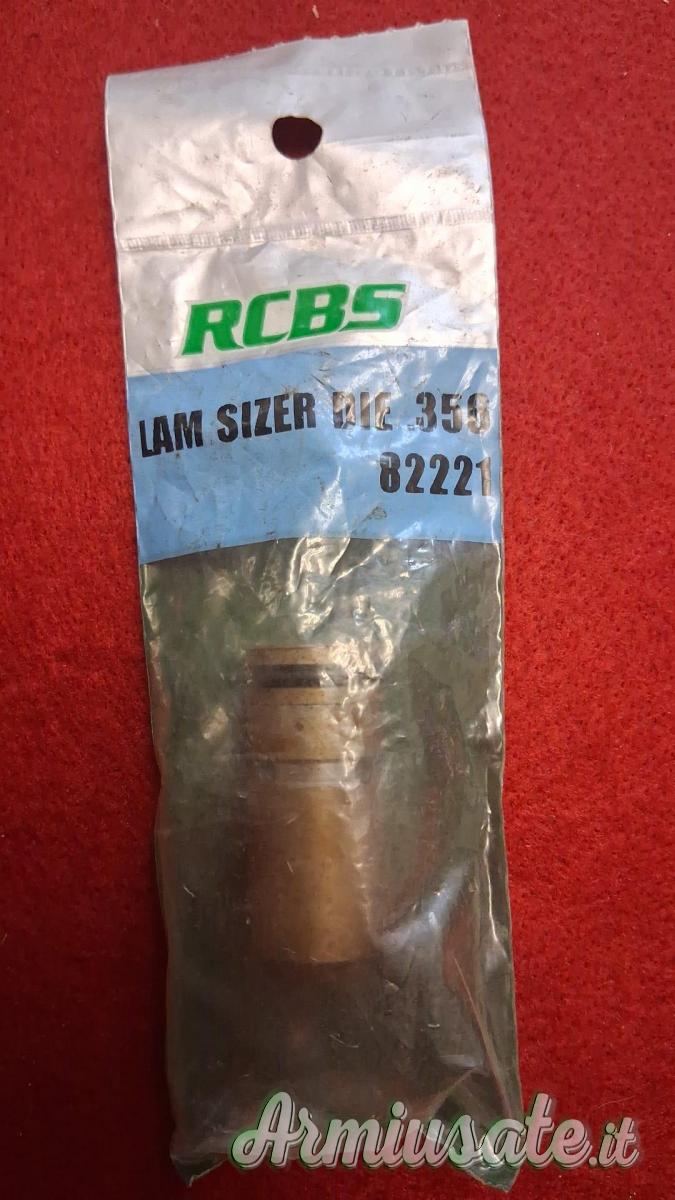 RCBS
LAM SIZER DIE .358
82221
Armiusate.it